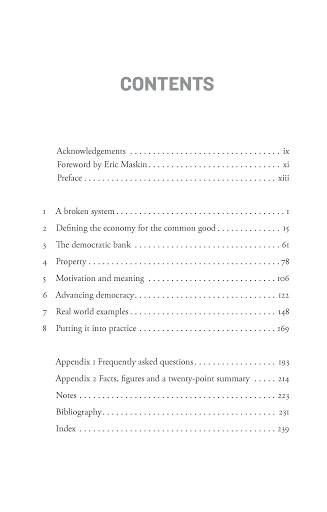 CONTENTS
Acknowledgements . . . . . . . . . . . . . . . . . . . . . . . . . . . . . . . . ix
Foreword by Eric Maskin . . . . . . . . . . . . . . . . . . . . . . . . . . . . xi
Preface . . . . . . . . . . . . . . . . . . . . . . . . . . . . . . . . . . . . . . . . xiii
1 A broken system . . . . . . . . . . . . . . . . . . . . . . . . . . . . . . . . . . . 1
2 Defining the economy for the common good . . . . . . . . . . . . . 15
3 The democratic bank . . . . . . . . . . . . . . . . . . . . . . . . . . . . . . 61
4 Property . . . . . . . . . . . . . . . . . . . . . . . . . . . . . . . . . . . . . . . 78
5 Motivation and meaning . . . . . . . . . . . . . . . . . . . . . . . . . . . 106
6 Advancing democracy . . . . . . . . . . . . . . . . . . . . . . . . . . . . . 122
7 Real world examples . . . . . . . . . . . . . . . . . . . . . . . . . . . . . . 148
8 Putting it into practice . . . . . . . . . . . . . . . . . . . . . . . . . . . . . 169
Appendix 1 Frequently asked questions . . . . . . . . . . . . . . . . . 193
Appendix 2 Facts, figures and a twenty-point summary . . . . . 214
Notes . . . . . . . . . . . . . . . . . . . . . . . . . . . . . . . . . . . . . . . . . . 223
Bibliography . . . . . . . . . . . . . . . . . . . . . . . . . . . . . . . . . . . . . 231
Index . . . . . . . . . . . . . . . . . . . . . . . . . . . . . . . . . . . . . . . . . . 239